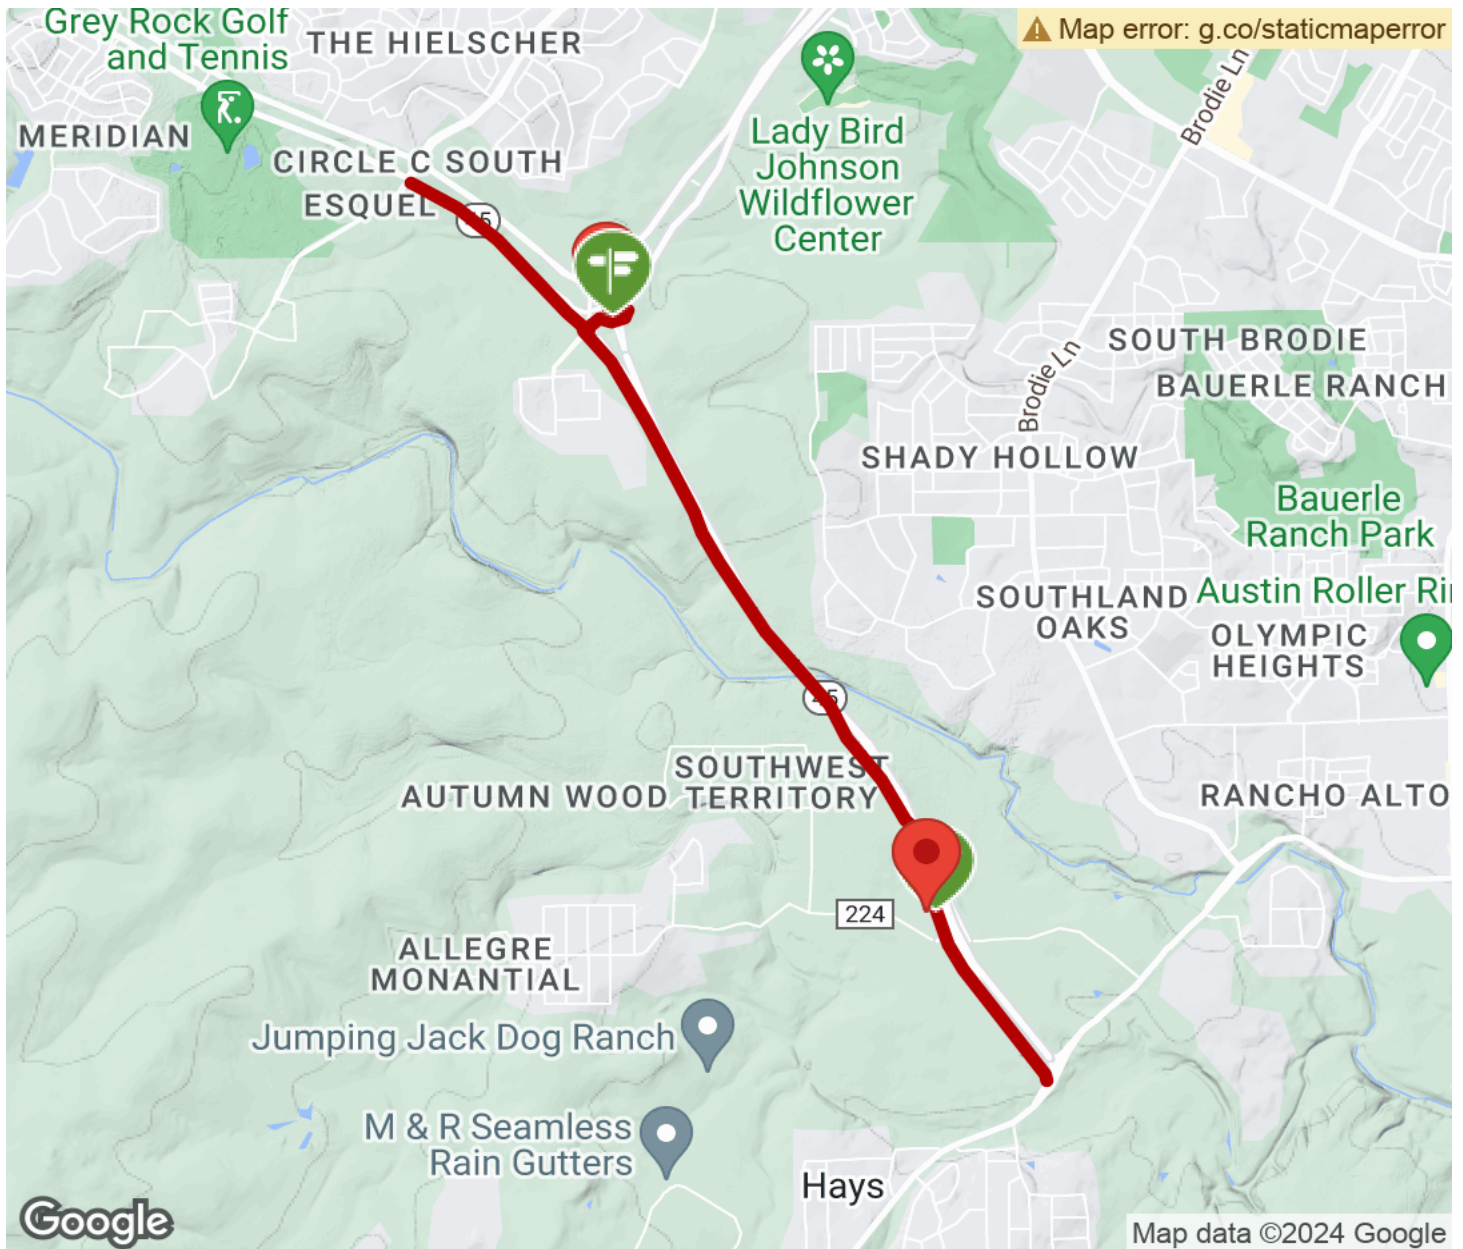 Grey Rock Golf
and Tennis
THE HIELSCHER
Map error: g.co/staticmaperror
MERIDIAN
CIRCLE C SOUTH
ESQUEL
Lady Bird
Johnson
Wildflower
Center
Brodie Ln
SOUTH BRODIE
BAUERLE RANCH
Brodie Ln
SHADY HOLLOW
Bauerle
Ranch Park
SOUTHLAND
OAKS
Austin Roller Ri
OLYMPIC
HEIGHTS
SOUTHWEST
TERRITORY
AUTUMN WOOD
RANCHO ALTO
224
ALLEGRE
MONANTIAL
Jumping Jack Dog Ranch
M & R Seamless
Rain Gutters
Hays
Google
Map data ©2024 Google